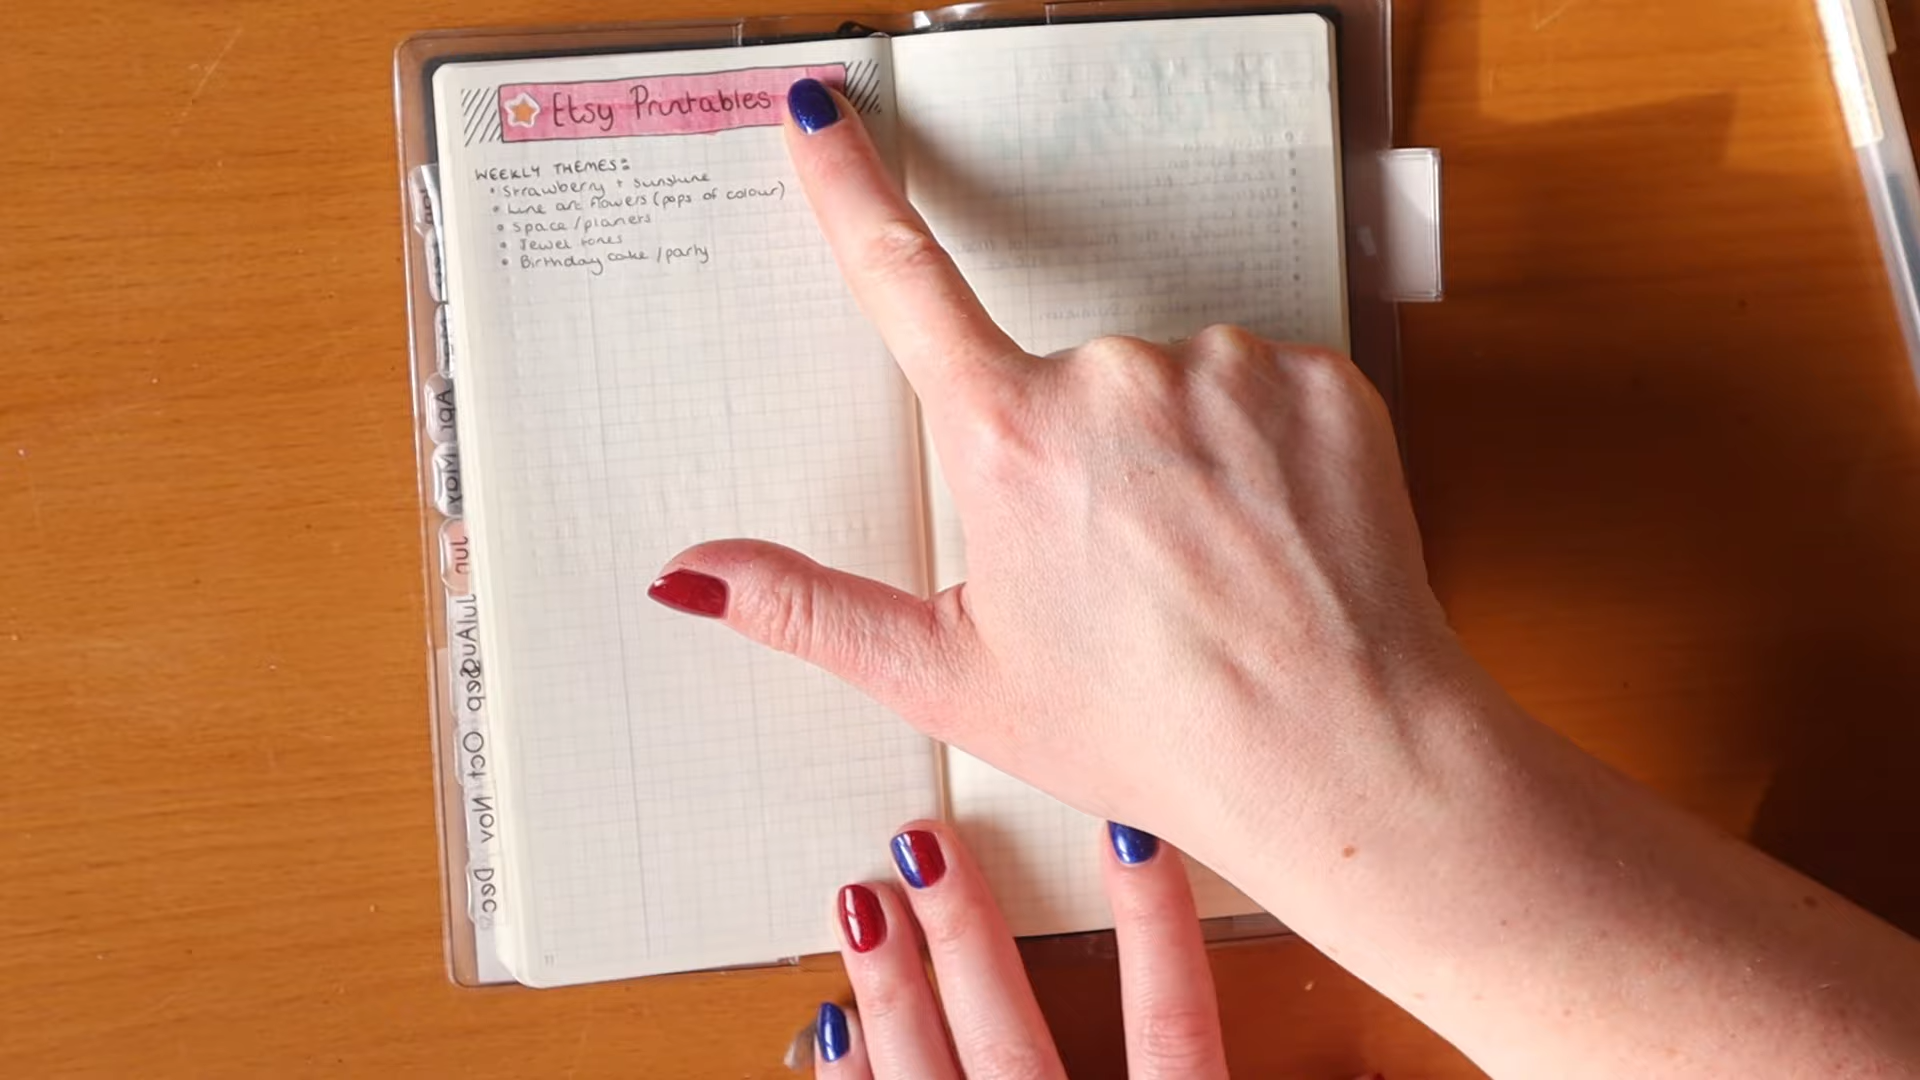 Etsy Printables
WEEKLY THEMES:
• Strawberry + Sunshine
• Line art flowers (pops of colour)
• Space/planets
• Jewel tones
• Birthday cake/party
Apr
May
Jun
Jul
Aug
Sep
Oct
Nov
Dec
11